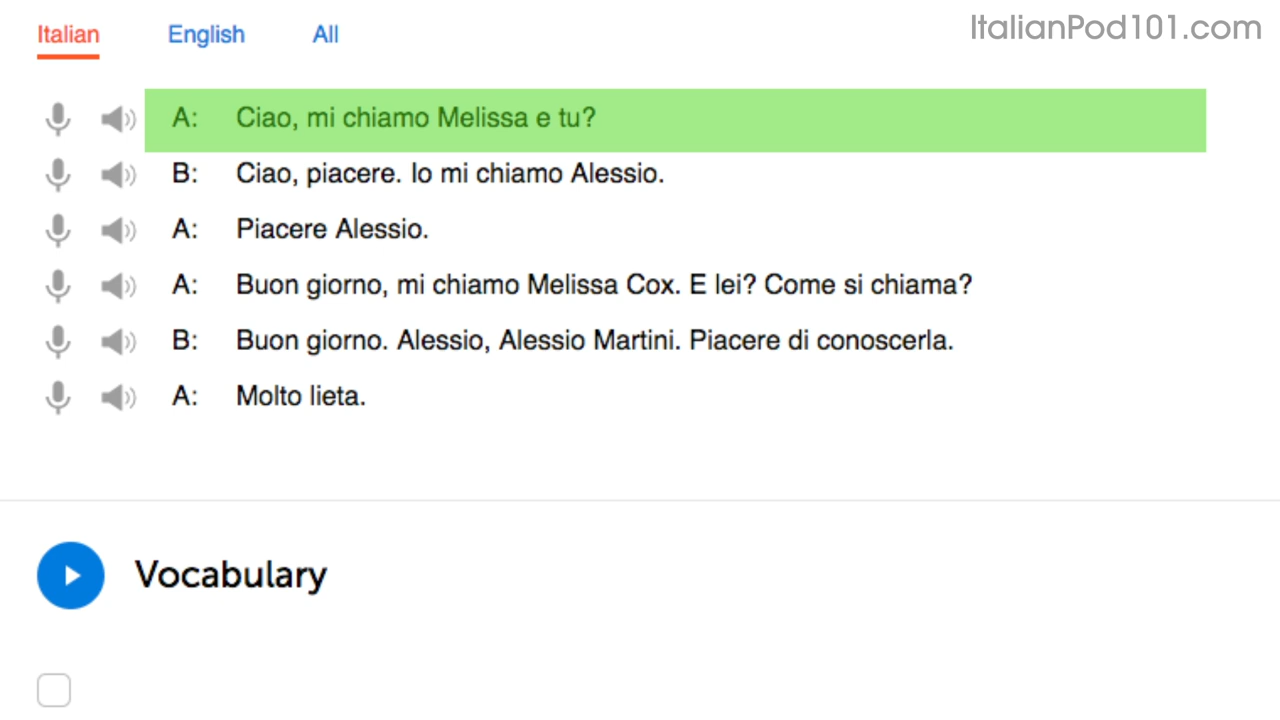 Italian English All
ItalianPod101.com
A: Ciao, mi chiamo Melissa e tu?
B: Ciao, piacere. Io mi chiamo Alessio.
A: Piacere Alessio.
A: Buon giorno, mi chiamo Melissa Cox. E lei? Come si chiama?
B: Buon giorno. Alessio, Alessio Martini. Piacere di conoscerla.
A: Molto lieta.
Vocabulary